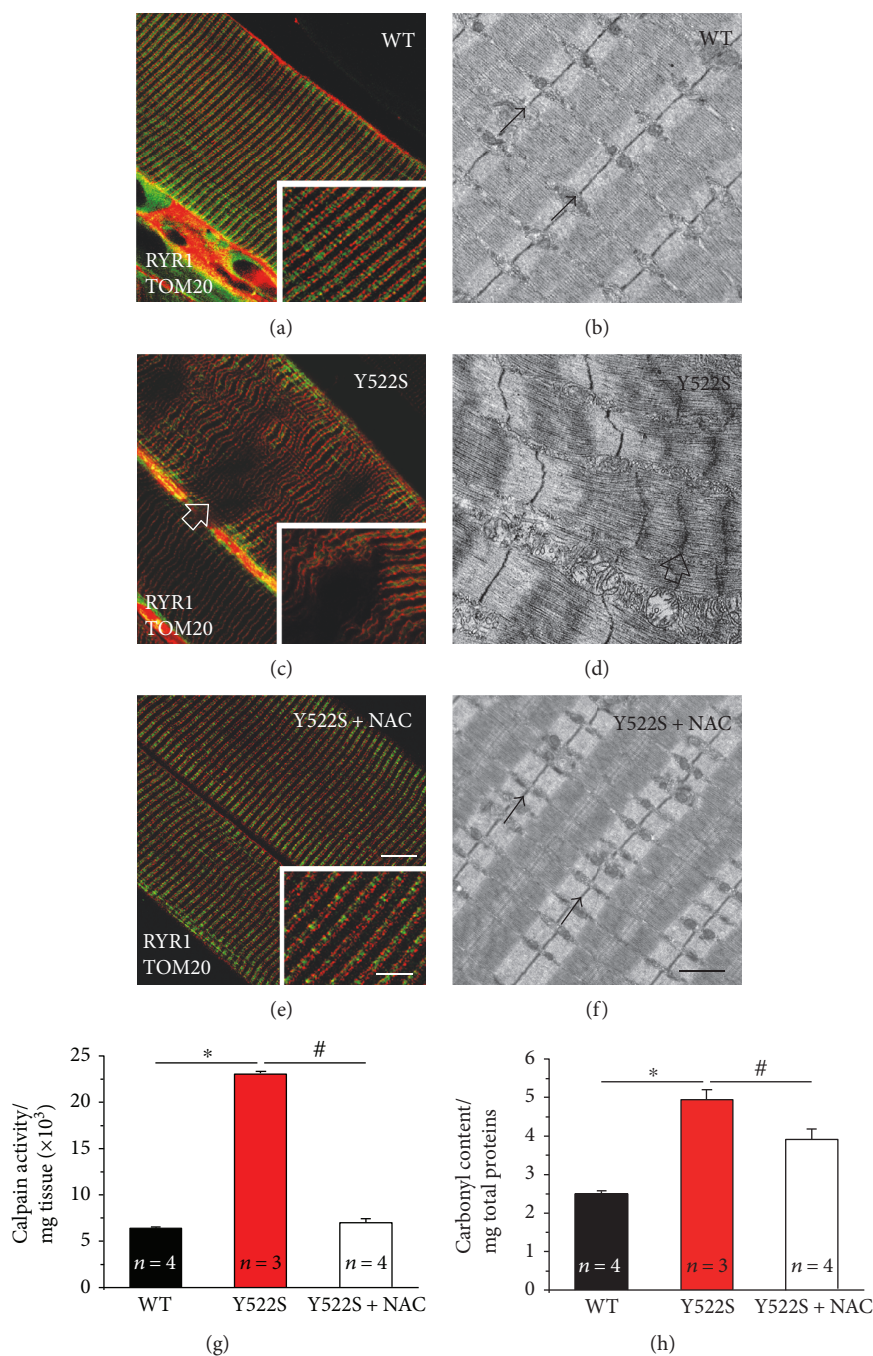 WT
RYR1
TOM20
(a)
WT
(b)
Y522S
RYR1
TOM20
(c)
Y522S
(d)
Y522S + NAC
RYR1
TOM20
(e)
Y522S + NAC
(f)
Calpain activity/
mg tissue (×10³)
25
20
15
10
5
0
*
#
n = 4
n = 3
n = 4
WT
Y522S
Y522S + NAC
(g)
Carbonyl content/
mg total proteins
6
5
4
3
2
1
0
*
#
n = 4
n = 3
n = 4
WT
Y522S
Y522S + NAC
(h)